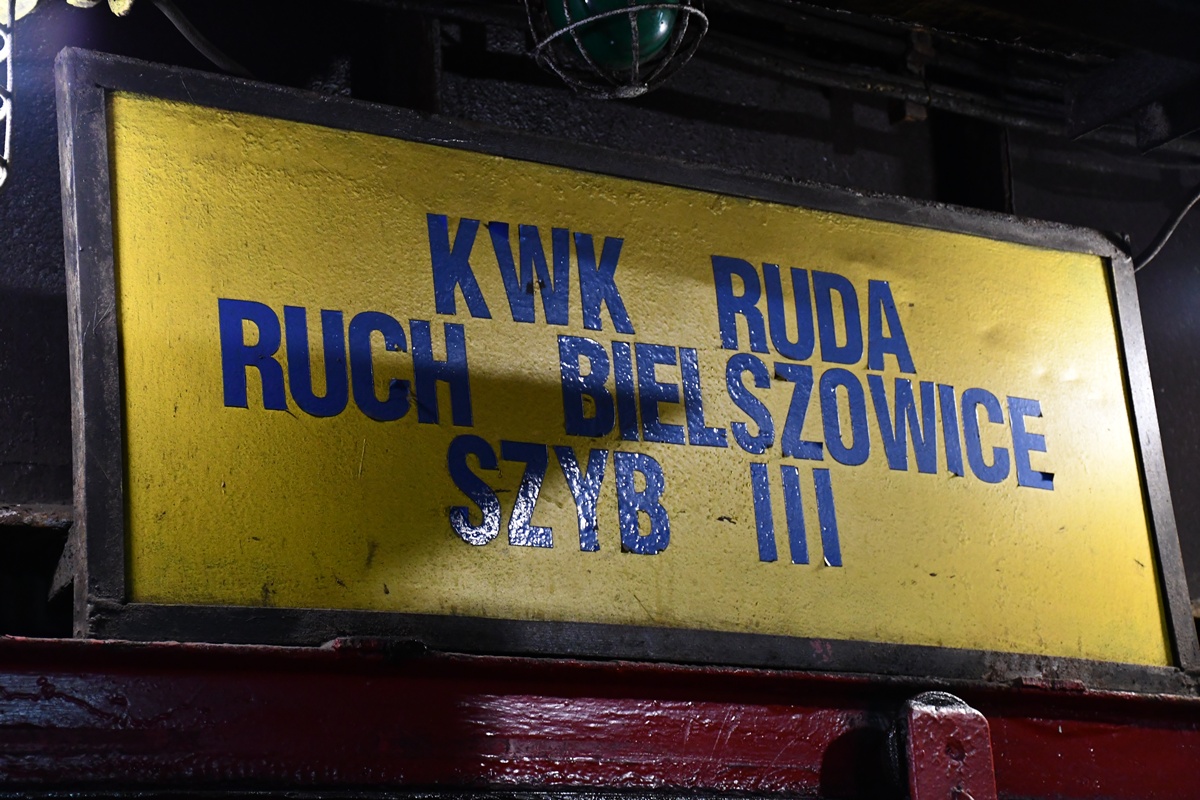 KWK RUDA
RUCH BIELSZOWICE
SZYB III